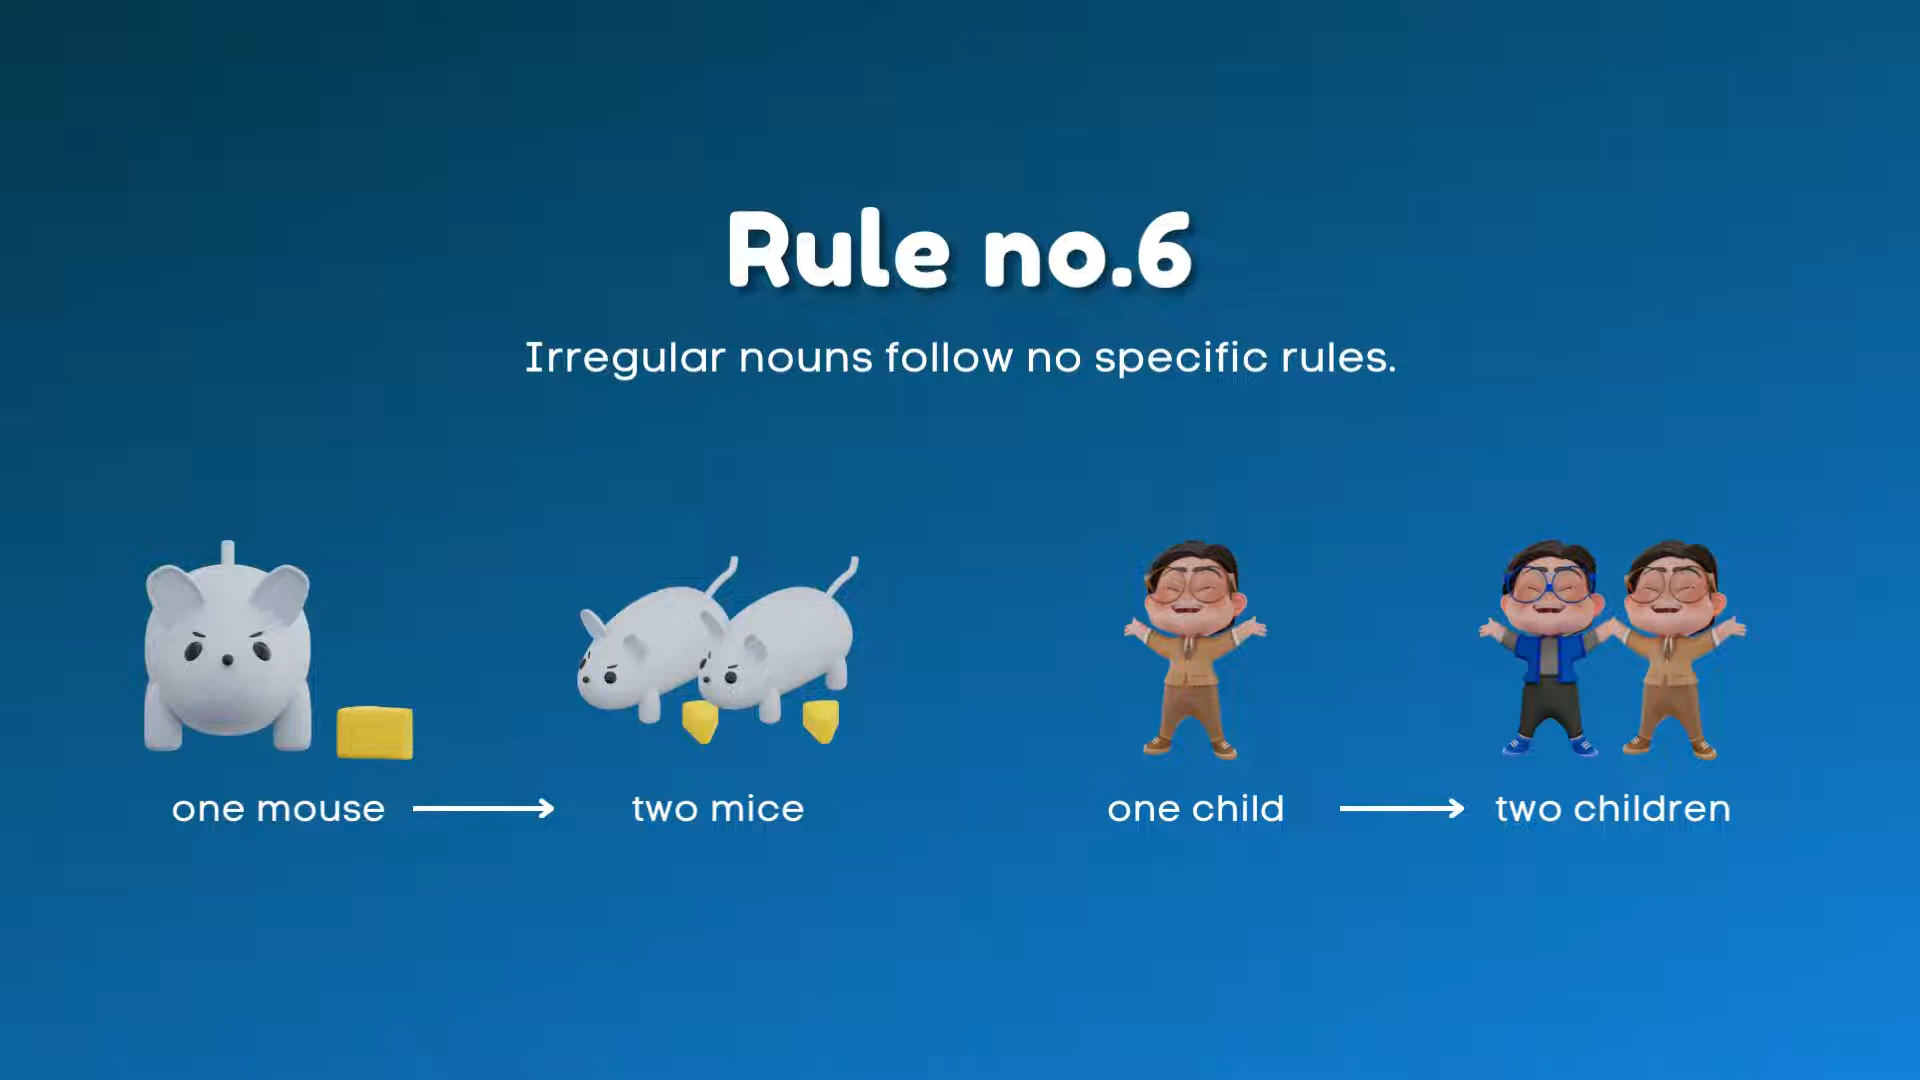 Rule no.6
Irregular nouns follow no specific rules.
one mouse
two mice
one child
two children